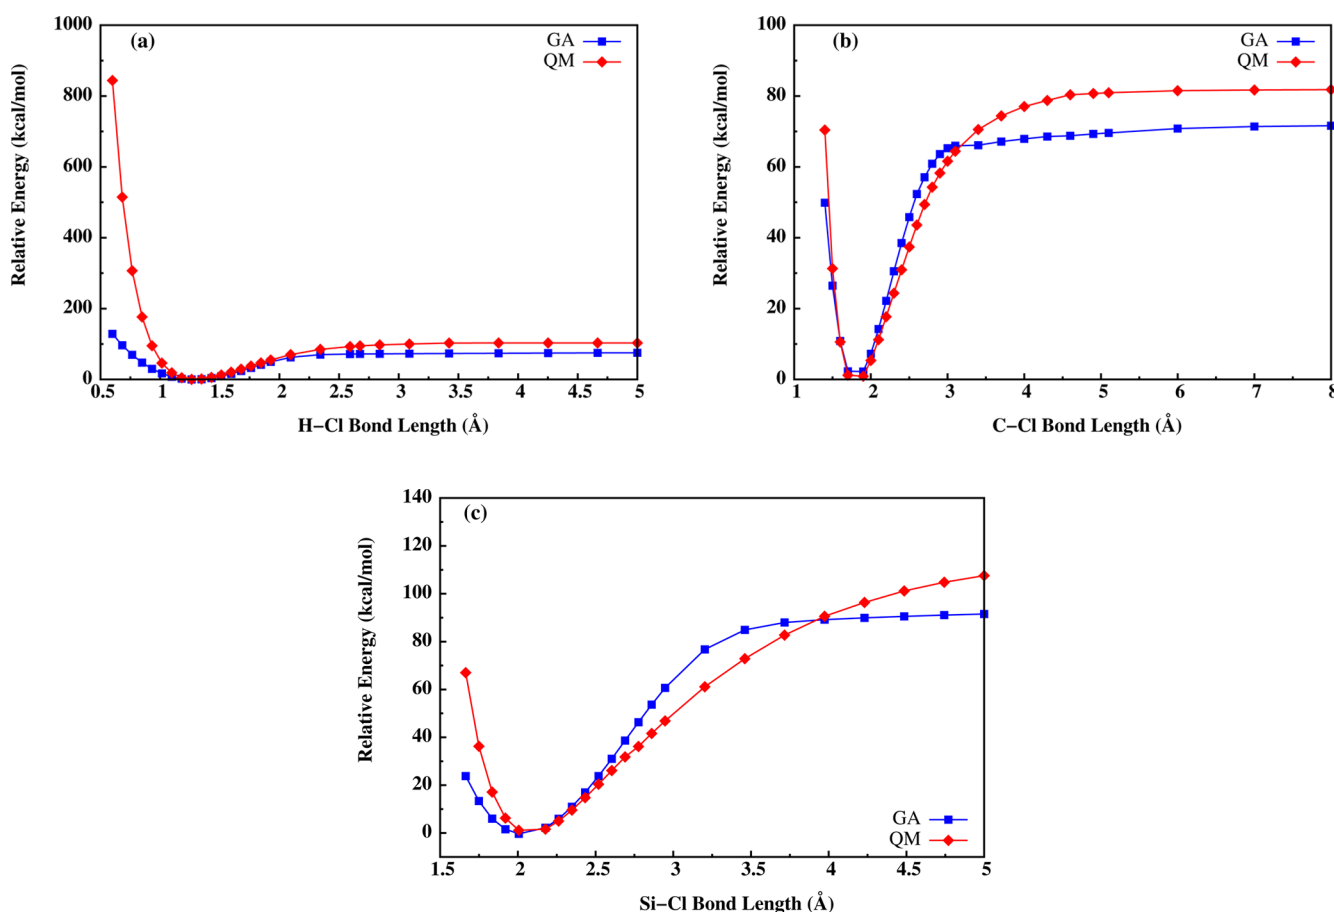 (a)
GA
QM
Relative Energy (kcal/mol)
1000
800
600
400
200
0
0.5 1 1.5 2 2.5 3 3.5 4 4.5 5
H−Cl Bond Length (Å)
(b)
GA
QM
Relative Energy (kcal/mol)
100
80
60
40
20
0
1 2 3 4 5 6 7 8
C−Cl Bond Length (Å)
(c)
Relative Energy (kcal/mol)
140
120
100
80
60
40
20
0
GA
QM
1.5 2 2.5 3 3.5 4 4.5 5
Si−Cl Bond Length (Å)